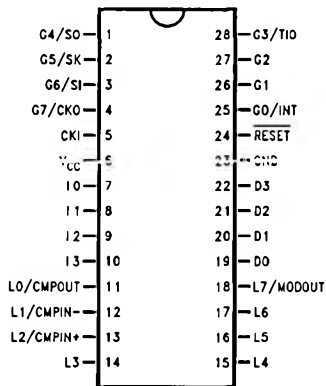 G4/SO 1 28 G3/TIO
G5/SK 2 27 G2
G6/SI 3 26 G1
G7/CKO 4 25 G0/INT
CKI 5 24 RESET
VCC 6 23 GND
I0 7 22 D3
I1 8 21 D2
I2 9 20 D1
I3 10 19 D0
L0/CMPOUT 11 18 L7/MODOUT
L1/CMPIN- 12 17 L6
L2/CMPIN+ 13 16 L5
L3 14 15 L4